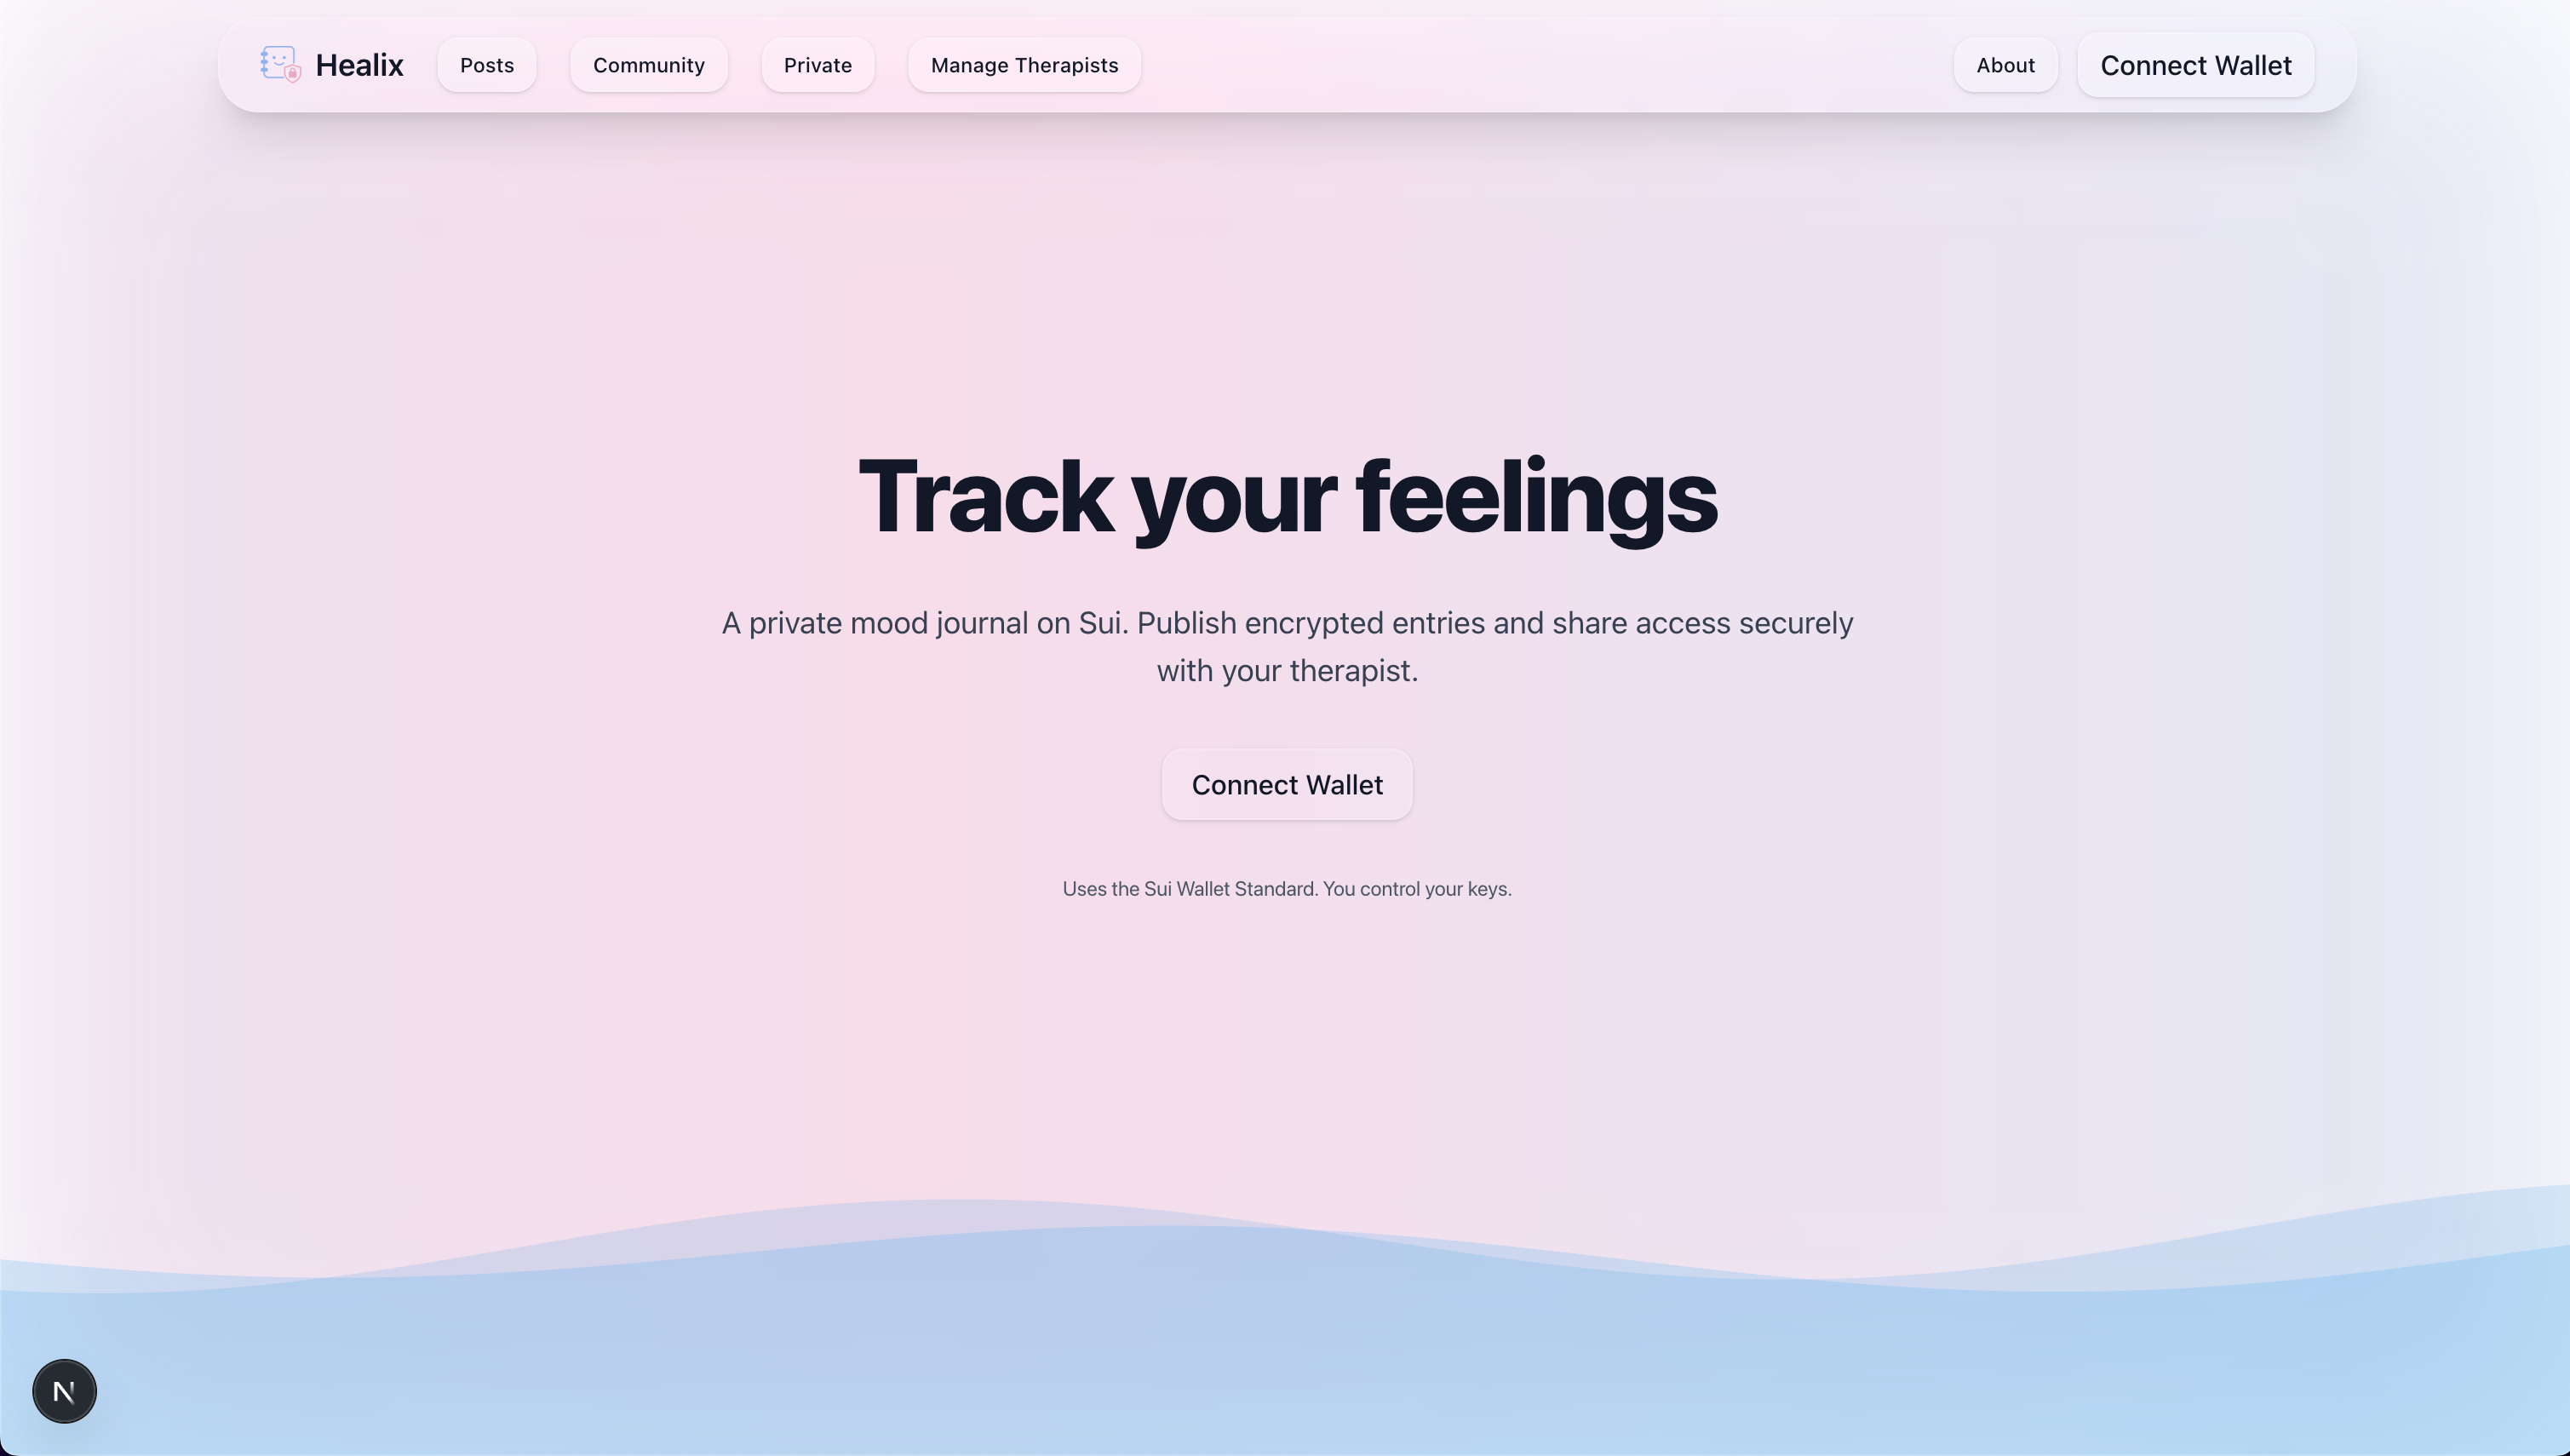 Healix
Posts
Community
Private
Manage Therapists
About
Connect Wallet
Track your feelings
A private mood journal on Sui. Publish encrypted entries and share access securely
with your therapist.
Connect Wallet
Uses the Sui Wallet Standard. You control your keys.
N